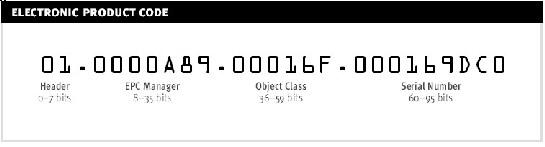 ELECTRONIC PRODUCT CODE
01.0000A89.00016F.000169DC0
Header EPC Manager Object Class Serial Number
0–7 bits 8–35 bits 36–59 bits 60–95 bits